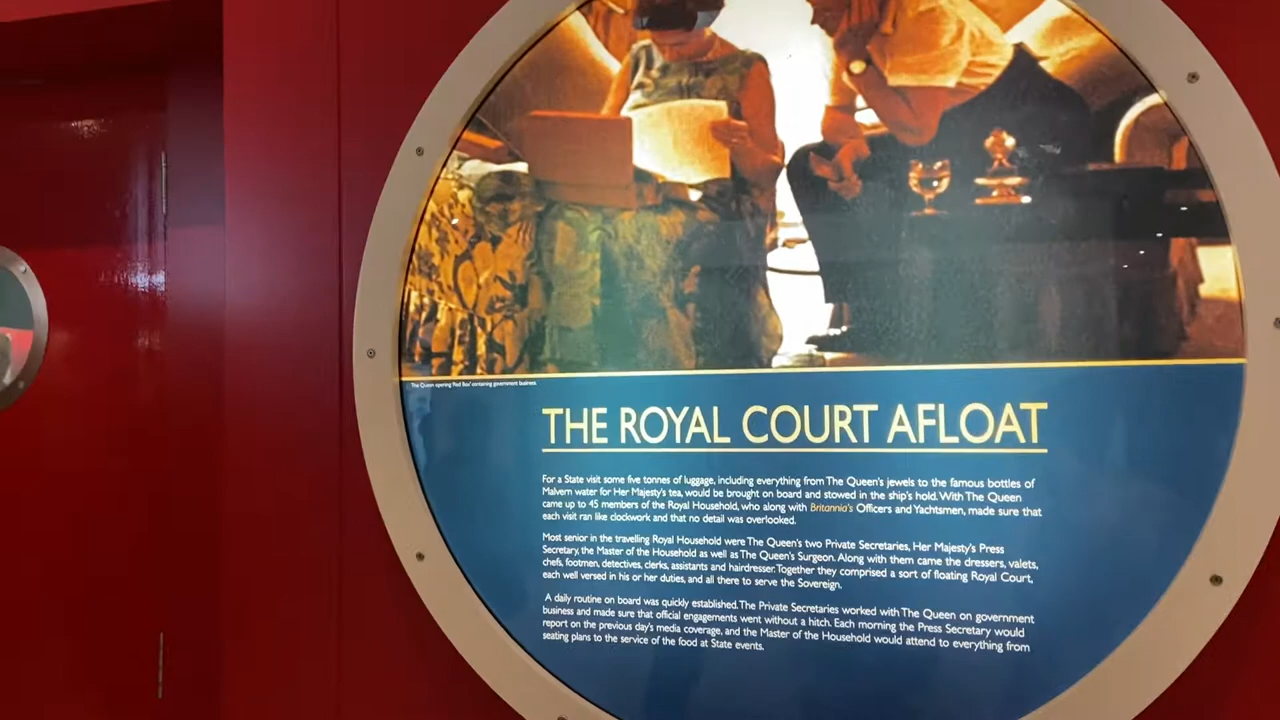 The Queen opening 'Red Box' containing government business
THE ROYAL COURT AFLOAT
For a State visit some five tonnes of luggage, including everything from The Queen's jewels to the famous bottles of
Malvern water for Her Majesty's tea, would be brought on board and stowed in the ship's hold. With The Queen
came up to 45 members of the Royal Household, who along with Britannia's Officers and Yachtsmen, made sure that
each visit ran like clockwork and that no detail was overlooked.
Most senior in the travelling Royal Household were The Queen's two Private Secretaries, Her Majesty's Press
Secretary, the Master of the Household as well as The Queen's Surgeon. Along with them came the dressers, valets,
chefs, footmen, detectives, clerks, assistants and hairdresser. Together they comprised a sort of floating Royal Court,
each well versed in his or her duties, and all there to serve the Sovereign.
A daily routine on board was quickly established. The Private Secretaries worked with The Queen on government
business and made sure that official engagements went without a hitch. Each morning the Press Secretary would
report on the previous day's media coverage, and the Master of the Household would attend to everything from
seating plans to the service of the food at State events.